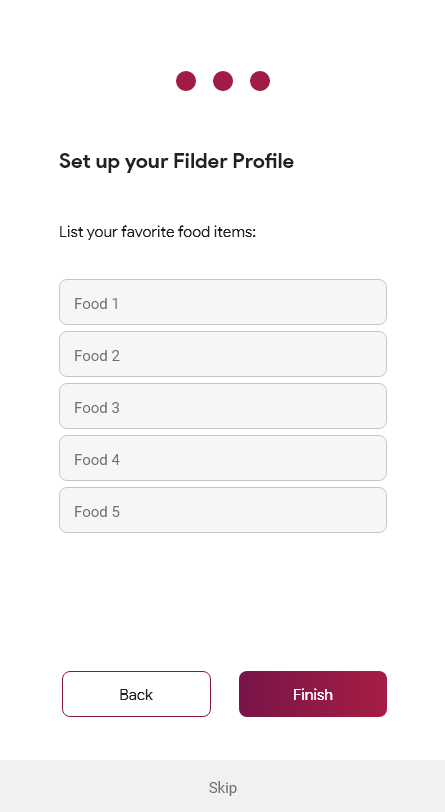 Set up your Filder Profile
List your favorite food items:
Food 1
Food 2
Food 3
Food 4
Food 5
Back
Finish
Skip